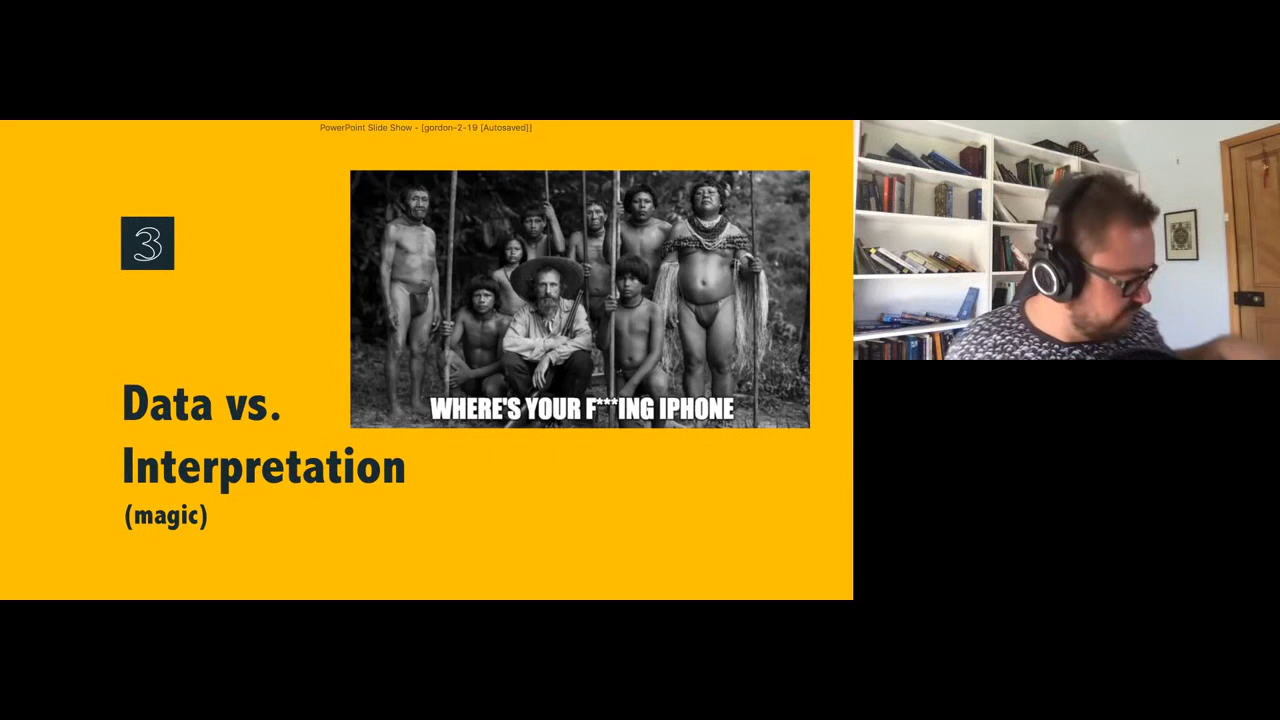 PowerPoint Slide Show - [gordon-2-19 [Autosaved]]
3
WHERE'S YOUR F***ING IPHONE
Data vs.
Interpretation
(magic)